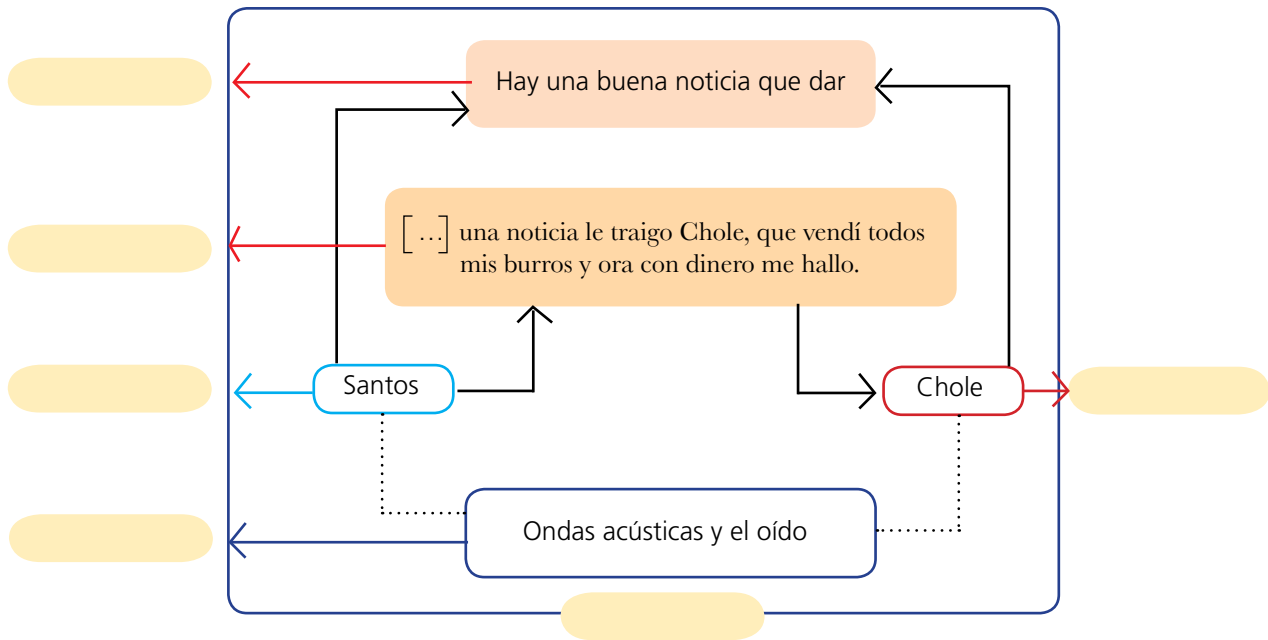 Hay una buena noticia que dar
[...] una noticia le traigo Chole, que vendí todos
mis burros y ora con dinero me hallo.
Santos
Chole
Ondas acústicas y el oído